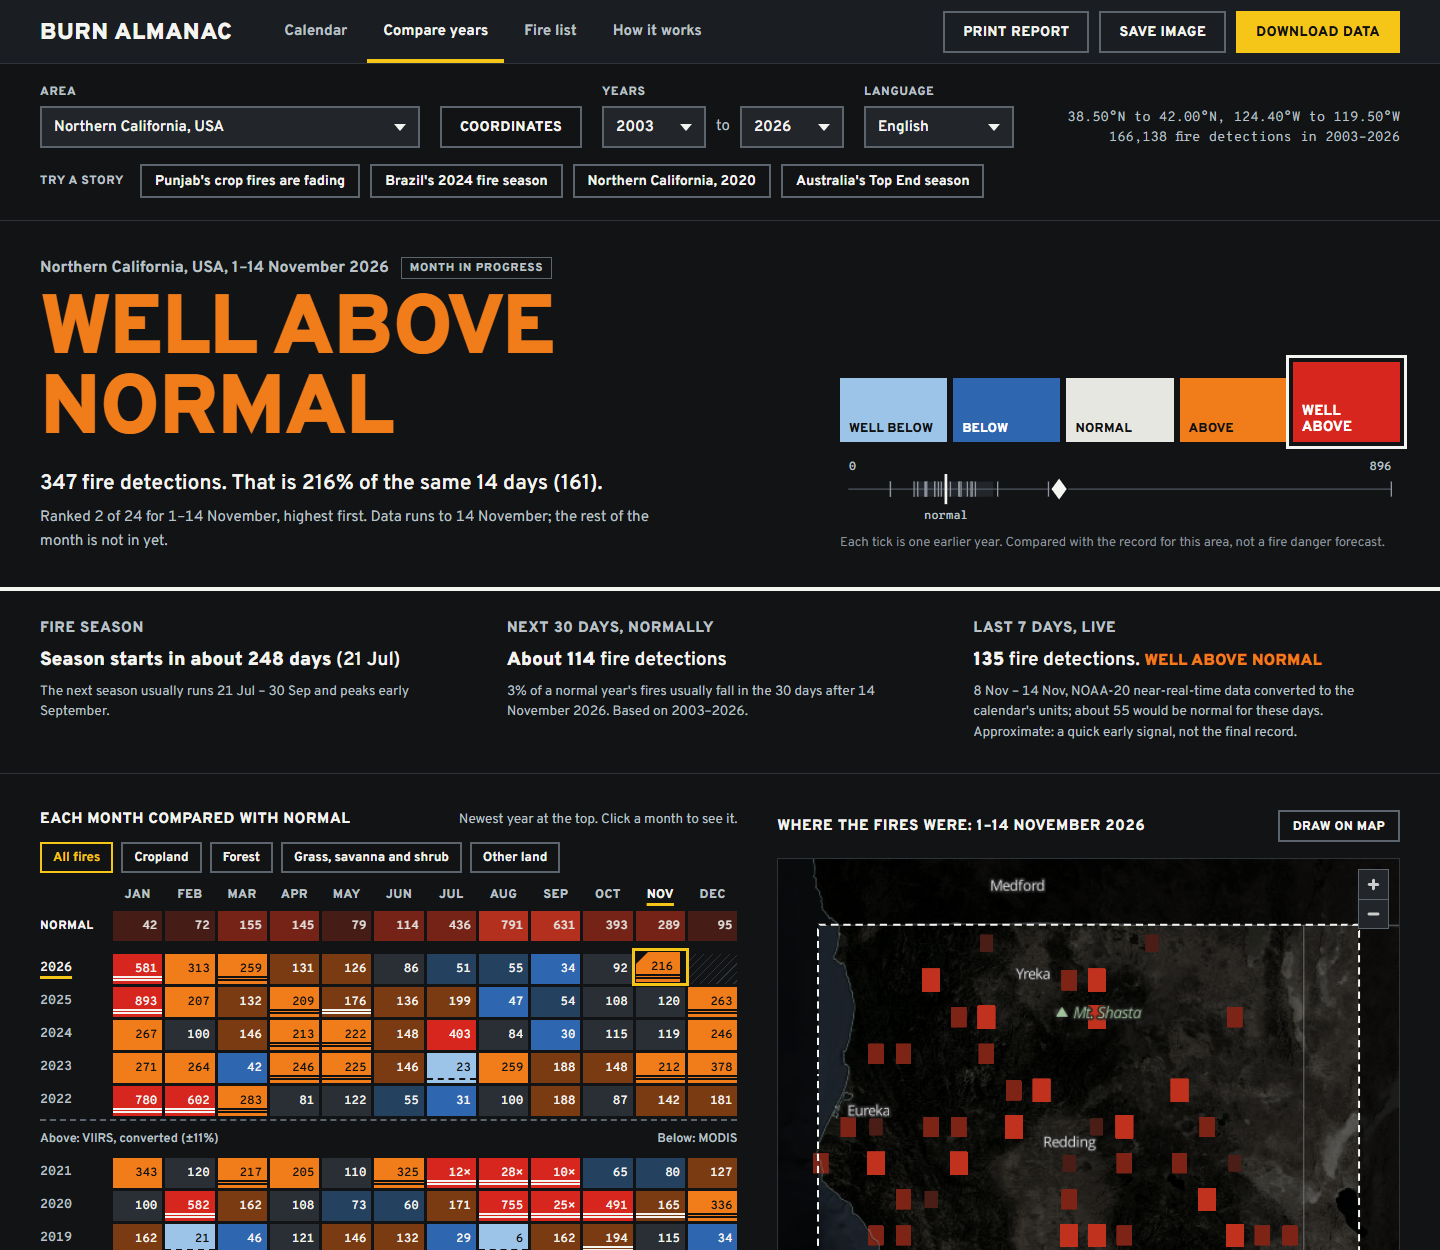 BURN ALMANAC
Calendar
Compare years
Fire list
How it works
PRINT REPORT
SAVE IMAGE
DOWNLOAD DATA
AREA
Northern California, USA
COORDINATES
YEARS
2003 to 2026
LANGUAGE
English
38.50°N to 42.00°N, 124.40°W to 119.50°W
166,138 fire detections in 2003–2026
TRY A STORY
Punjab's crop fires are fading
Brazil's 2024 fire season
Northern California, 2020
Australia's Top End season
Northern California, USA, 1–14 November 2026
MONTH IN PROGRESS
WELL ABOVE
NORMAL
347 fire detections. That is 216% of the same 14 days (161).
Ranked 2 of 24 for 1–14 November, highest first. Data runs to 14 November; the rest of the
month is not in yet.
WELL BELOW
BELOW
NORMAL
ABOVE
WELL
ABOVE
0 896
normal
Each tick is one earlier year. Compared with the record for this area, not a fire danger forecast.
FIRE SEASON
Season starts in about 248 days (21 Jul)
The next season usually runs 21 Jul – 30 Sep and peaks early
September.
NEXT 30 DAYS, NORMALLY
About 114 fire detections
3% of a normal year's fires usually fall in the 30 days after 14
November 2026. Based on 2003–2026.
LAST 7 DAYS, LIVE
135 fire detections. WELL ABOVE NORMAL
8 Nov – 14 Nov, NOAA-20 near-real-time data converted to the
calendar's units; about 55 would be normal for these days.
Approximate: a quick early signal, not the final record.
EACH MONTH COMPARED WITH NORMAL
Newest year at the top. Click a month to see it.
All fires
Cropland
Forest
Grass, savanna and shrub
Other land
JAN FEB MAR APR MAY JUN JUL AUG SEP OCT NOV DEC
NORMAL 42 72 155 145 79 114 436 791 631 393 289 95
2026 581 313 259 131 126 86 51 55 34 92 216
2025 893 207 132 209 176 136 199 47 54 108 120 263
2024 267 100 146 213 222 148 403 84 30 115 119 246
2023 271 264 42 246 225 146 23 259 188 148 212 378
2022 780 602 283 81 122 55 31 100 188 87 142 181
Above: VIIRS, converted (±11%)
Below: MODIS
2021 343 120 217 205 110 325 12× 28× 10× 65 80 127
2020 100 582 162 108 73 60 171 755 25× 491 165 336
2019 162 21 46 121 146 132 29 6 162 194 115 34
WHERE THE FIRES WERE: 1–14 NOVEMBER 2026
DRAW ON MAP
+
−
Medford
Yreka
Mt. Shasta
Eureka
Redding